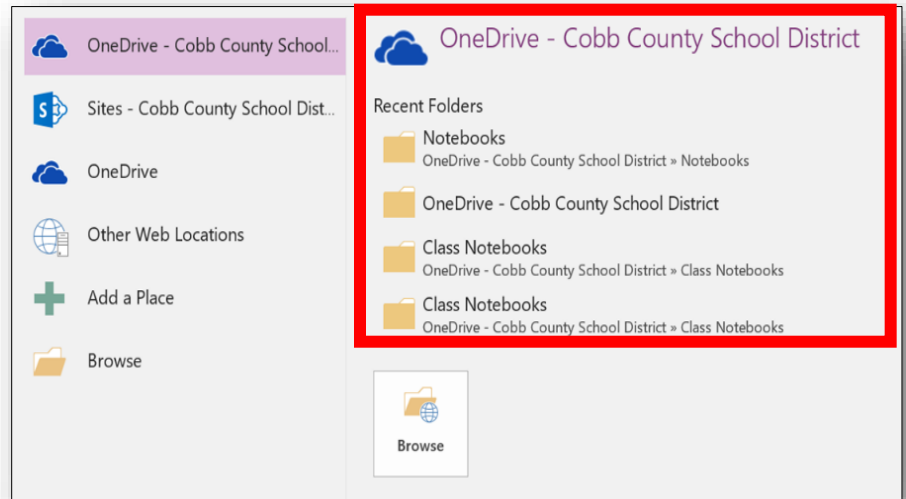 OneDrive - Cobb County School...
Sites - Cobb County School Dist...
OneDrive
Other Web Locations
Add a Place
Browse
OneDrive - Cobb County School District
Recent Folders
Notebooks
OneDrive - Cobb County School District » Notebooks
OneDrive - Cobb County School District
Class Notebooks
OneDrive - Cobb County School District » Class Notebooks
Class Notebooks
OneDrive - Cobb County School District » Class Notebooks
Browse